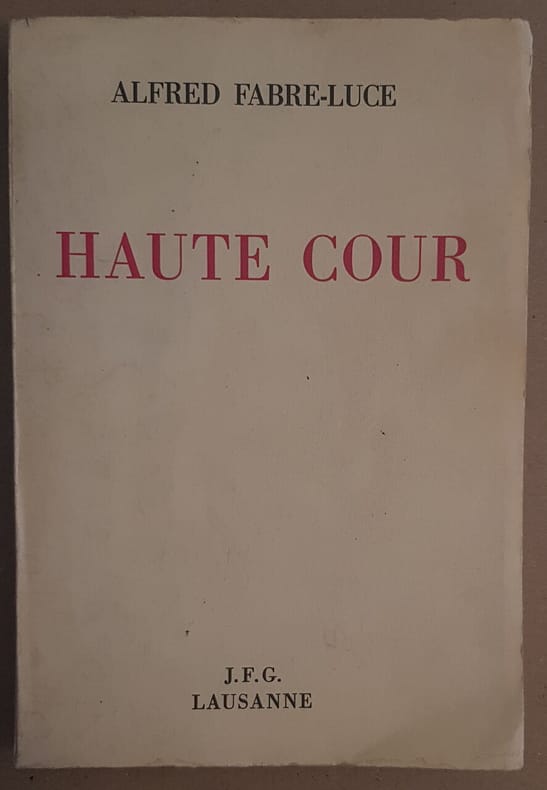 ALFRED FABRE-LUCE
HAUTE COUR
J.F.G.
LAUSANNE